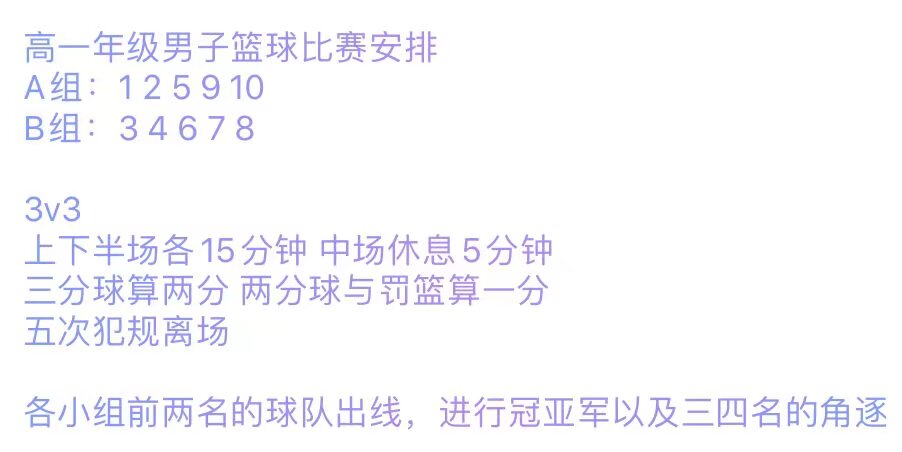 高一年级男子篮球比赛安排
A组：1 2 5 9 10
B组：3 4 6 7 8
3v3
上下半场各15分钟 中场休息5分钟
三分球算两分 两分球与罚篮算一分
五次犯规离场
各小组前两名的球队出线，进行冠亚军以及三四名的角逐